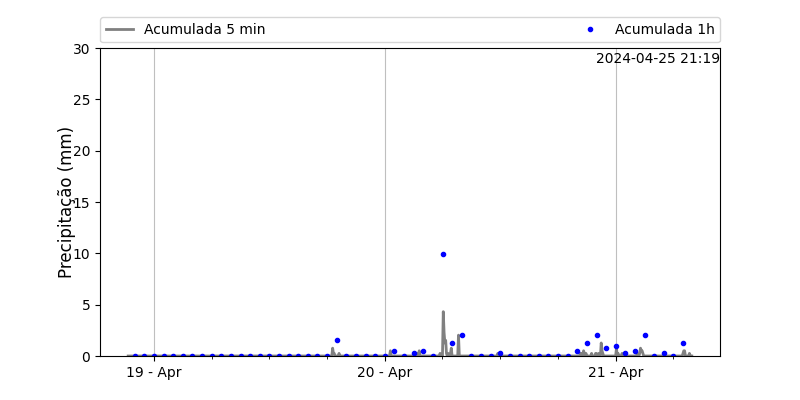 Acumulada 5 min
Acumulada 1h
2024-04-25 21:19
Precipitação (mm)
30
25
20
15
10
5
0
19 - Apr
20 - Apr
21 - Apr